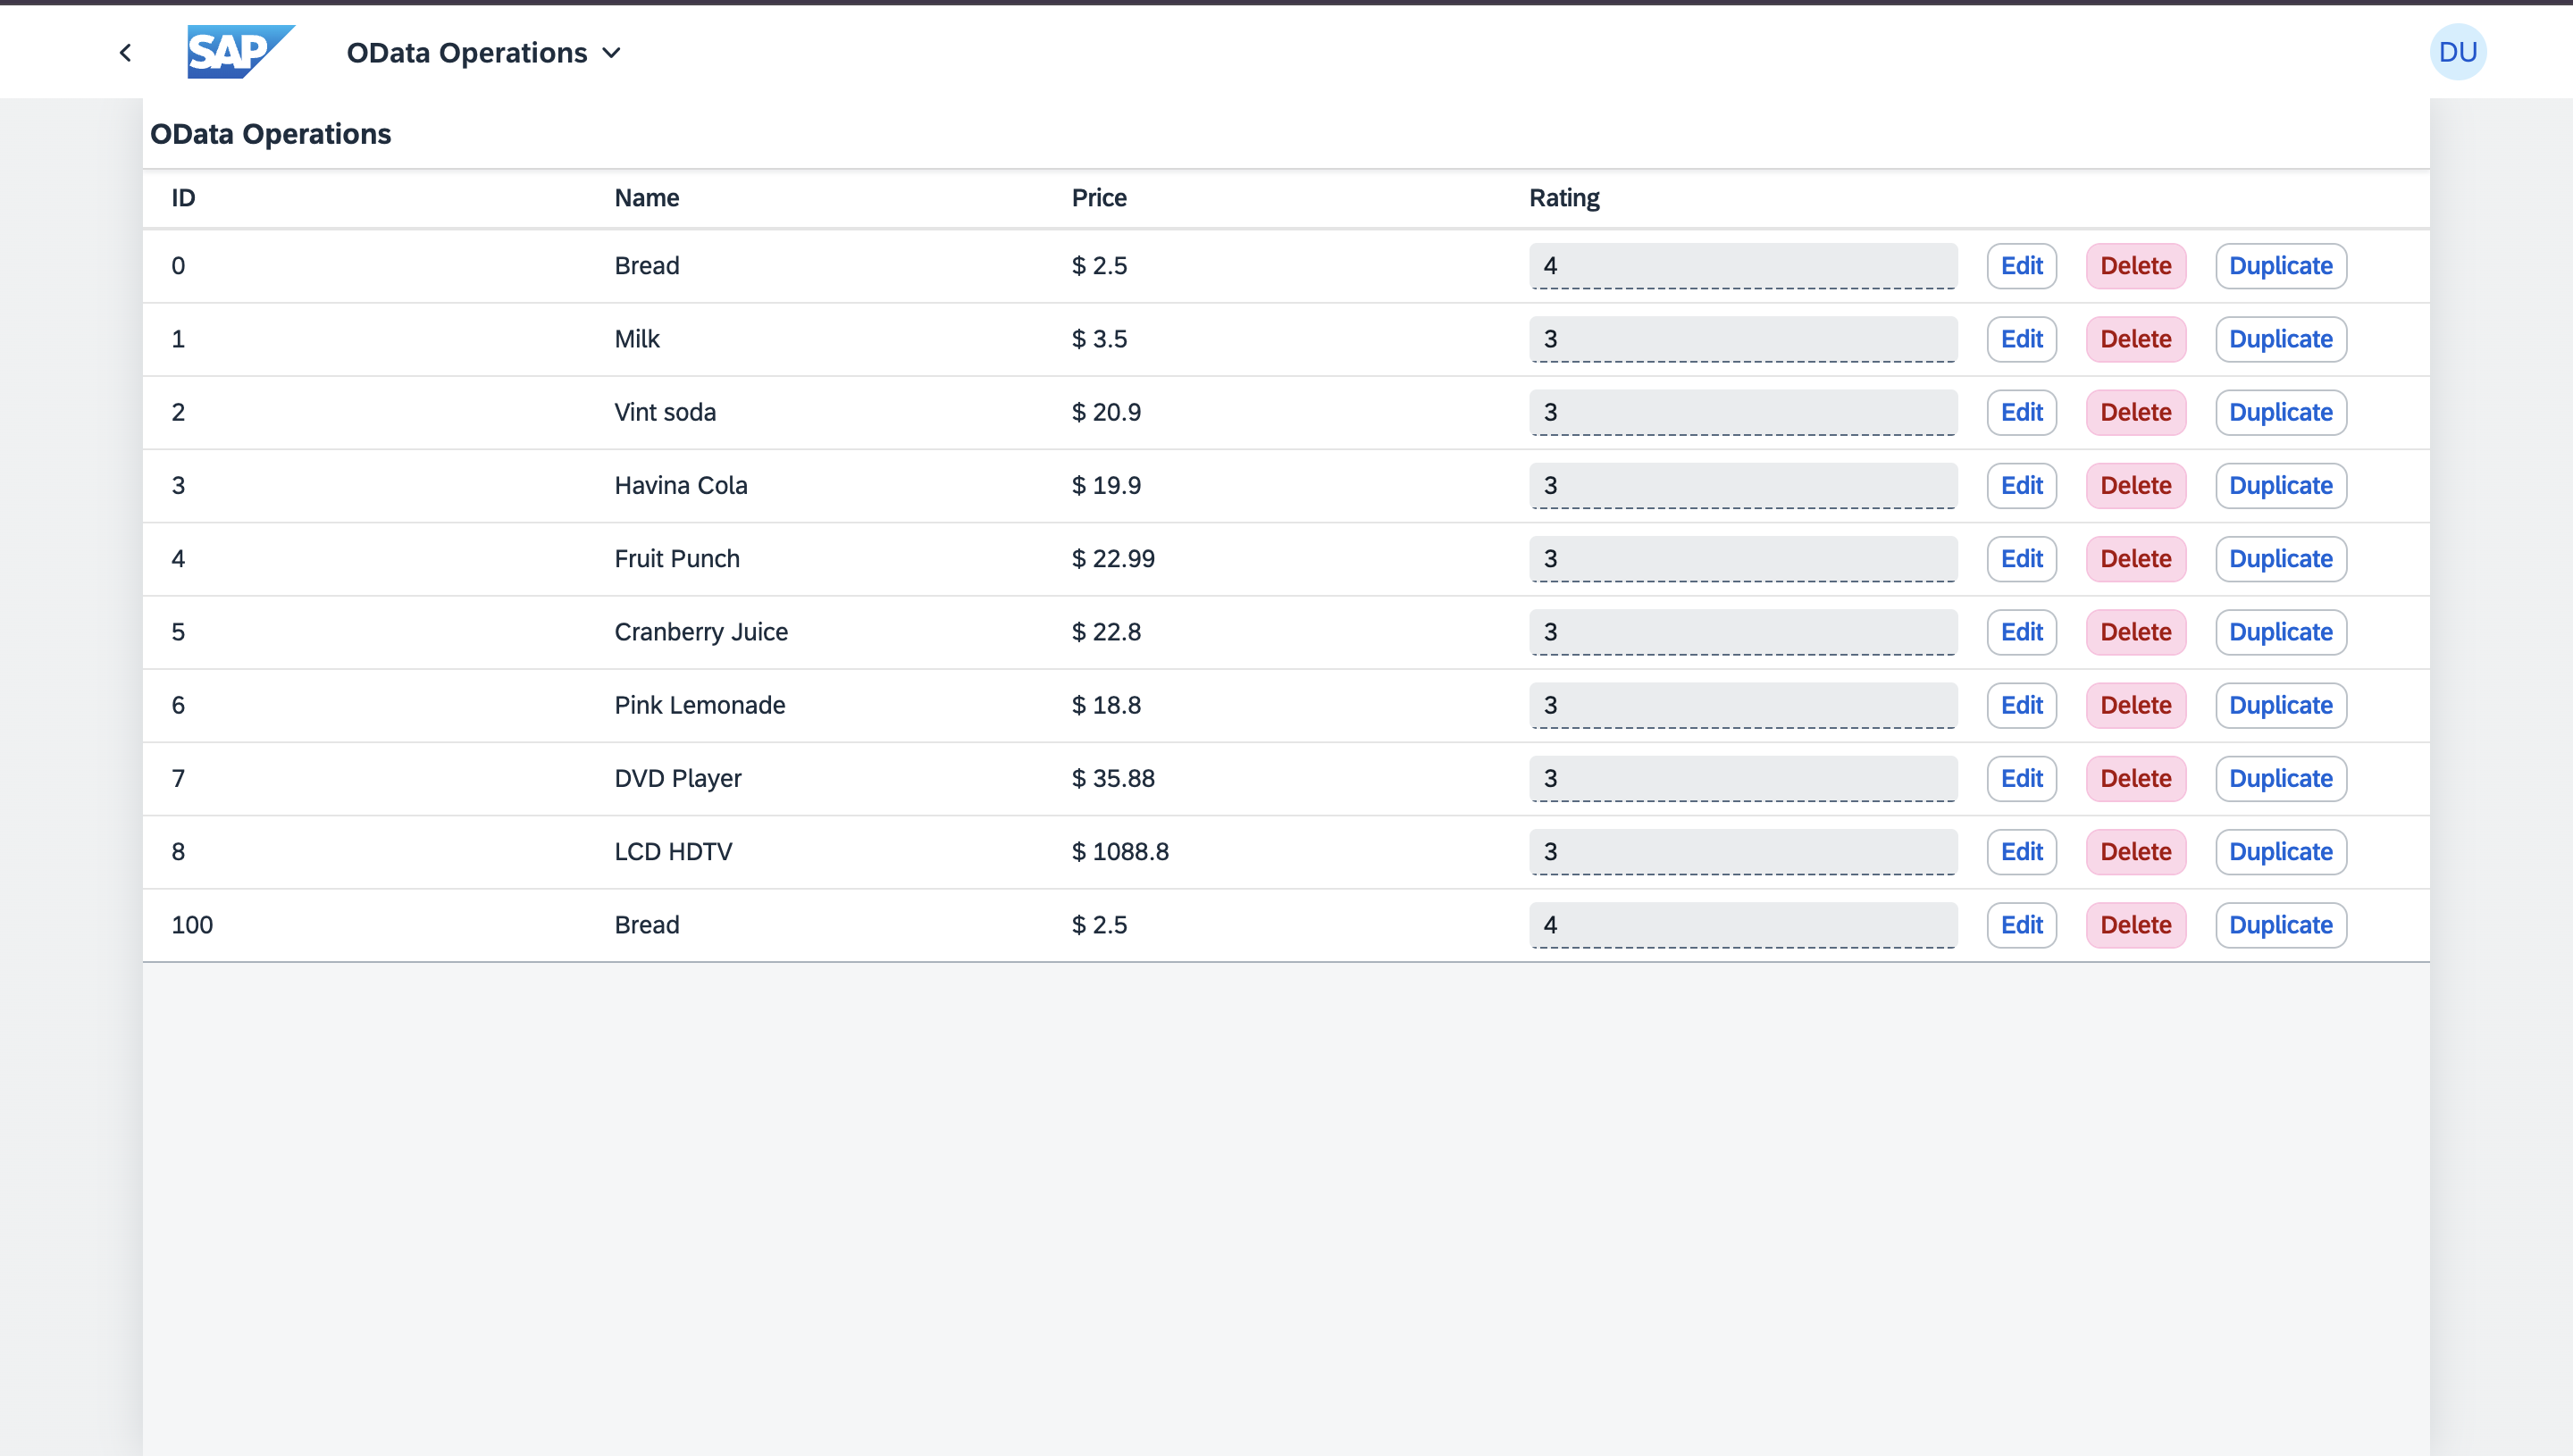 SAP OData Operations DU
OData Operations
ID Name Price Rating
0 Bread $ 2.5 4 Edit Delete Duplicate
1 Milk $ 3.5 3 Edit Delete Duplicate
2 Vint soda $ 20.9 3 Edit Delete Duplicate
3 Havina Cola $ 19.9 3 Edit Delete Duplicate
4 Fruit Punch $ 22.99 3 Edit Delete Duplicate
5 Cranberry Juice $ 22.8 3 Edit Delete Duplicate
6 Pink Lemonade $ 18.8 3 Edit Delete Duplicate
7 DVD Player $ 35.88 3 Edit Delete Duplicate
8 LCD HDTV $ 1088.8 3 Edit Delete Duplicate
100 Bread $ 2.5 4 Edit Delete Duplicate